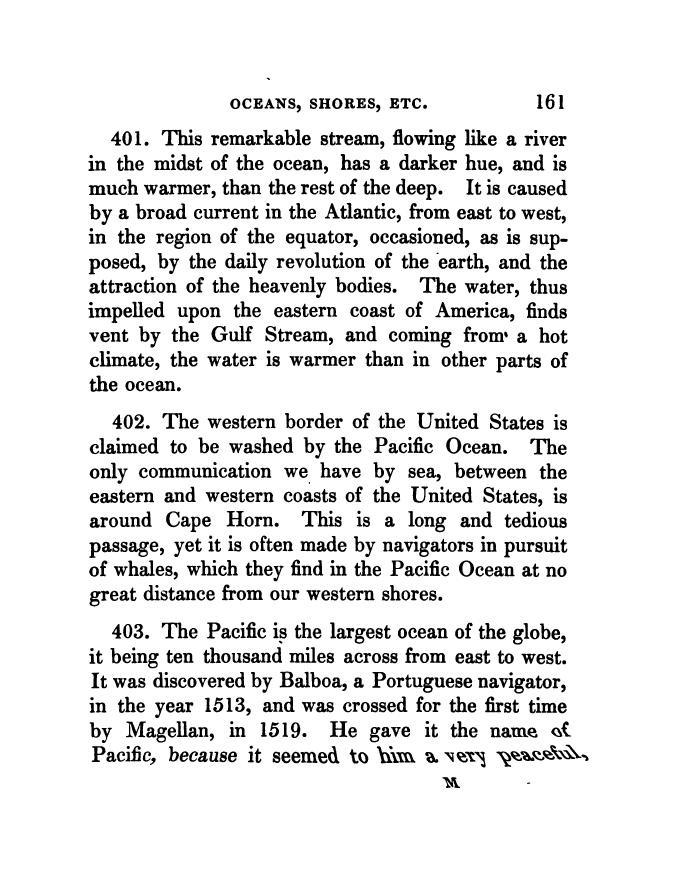 OCEANS, SHORES, ETC. 161
401. This remarkable stream, flowing like a river
in the midst of the ocean, has a darker hue, and is
much warmer, than the rest of the deep. It is caused
by a broad current in the Atlantic, from east to west,
in the region of the equator, occasioned, as is sup-
posed, by the daily revolution of the earth, and the
attraction of the heavenly bodies. The water, thus
impelled upon the eastern coast of America, finds
vent by the Gulf Stream, and coming from a hot
climate, the water is warmer than in other parts of
the ocean.
402. The western border of the United States is
claimed to be washed by the Pacific Ocean. The
only communication we have by sea, between the
eastern and western coasts of the United States, is
around Cape Horn. This is a long and tedious
passage, yet it is often made by navigators in pursuit
of whales, which they find in the Pacific Ocean at no
great distance from our western shores.
403. The Pacific is the largest ocean of the globe,
it being ten thousand miles across from east to west.
It was discovered by Balboa, a Portuguese navigator,
in the year 1513, and was crossed for the first time
by Magellan, in 1519. He gave it the name of
Pacific, because it seemed to him a very peaceful,
M